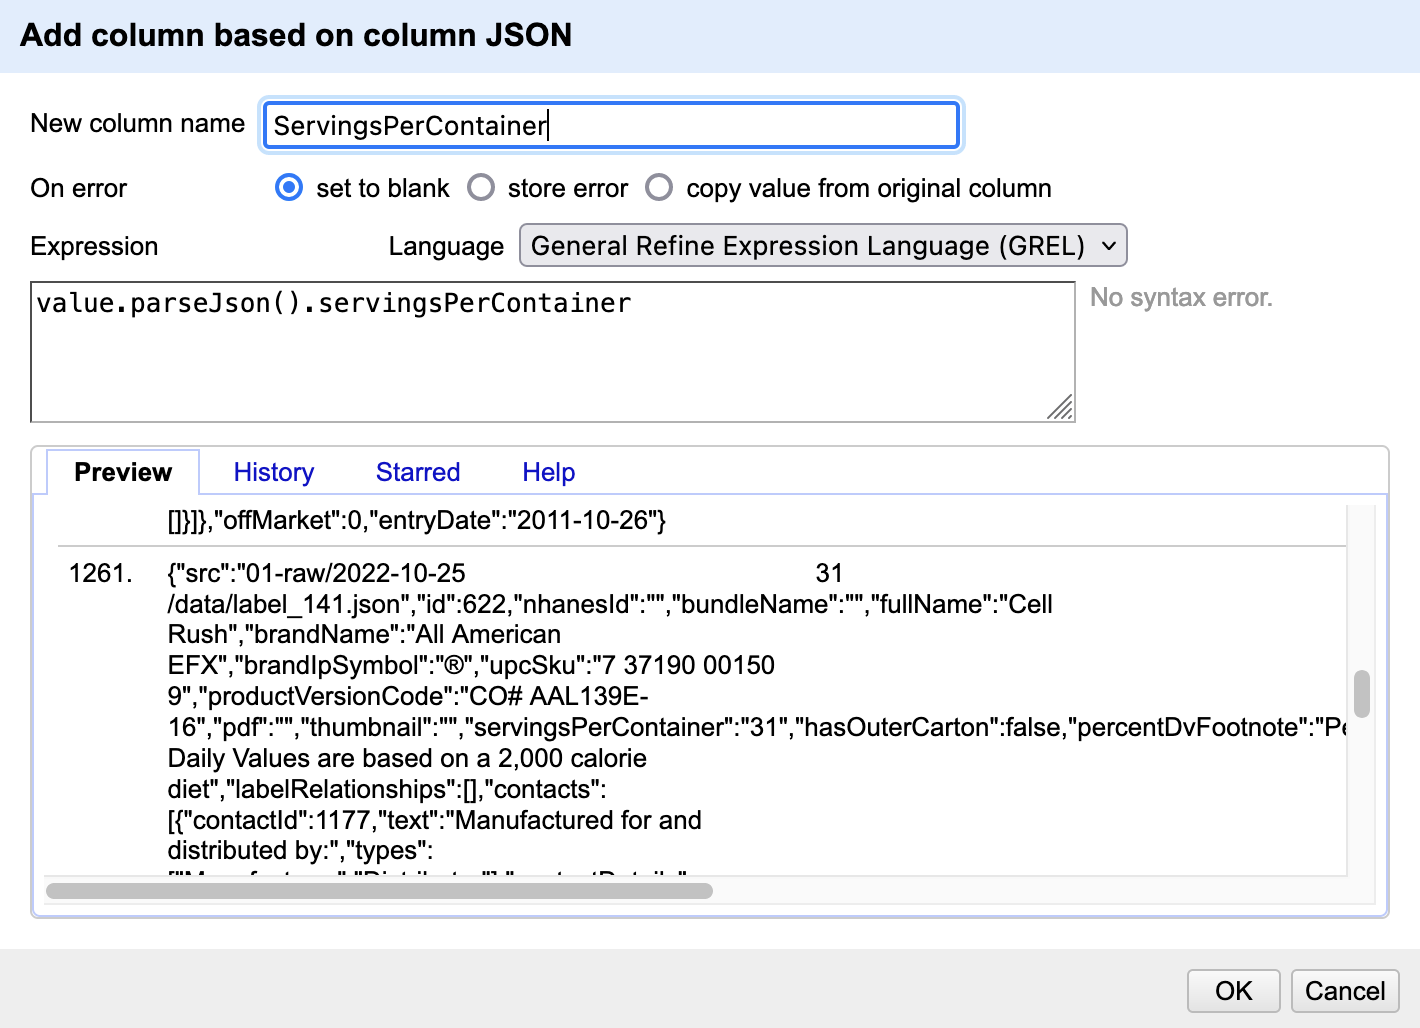 Add column based on column JSON
New column name ServingsPerContainer
On error set to blank store error copy value from original column
Expression Language General Refine Expression Language (GREL)
value.parseJson().servingsPerContainer No syntax error.
Preview History Starred Help
[]}]},"offMarket":0,"entryDate":"2011-10-26"}
1261. {"src":"01-raw/2022-10-25 31
/data/label_141.json","id":622,"nhanesId":"","bundleName":"","fullName":"Cell
Rush","brandName":"All American
EFX","brandIpSymbol":"®","upcSku":"7 37190 00150
9","productVersionCode":"CO# AAL139E-
16","pdf":"","thumbnail":"","servingsPerContainer":"31","hasOuterCarton":false,"percentDvFootnote":"Pe
Daily Values are based on a 2,000 calorie
diet","labelRelationships":[],"contacts":
[{"contactId":1177,"text":"Manufactured for and
distributed by:","types":
OK Cancel